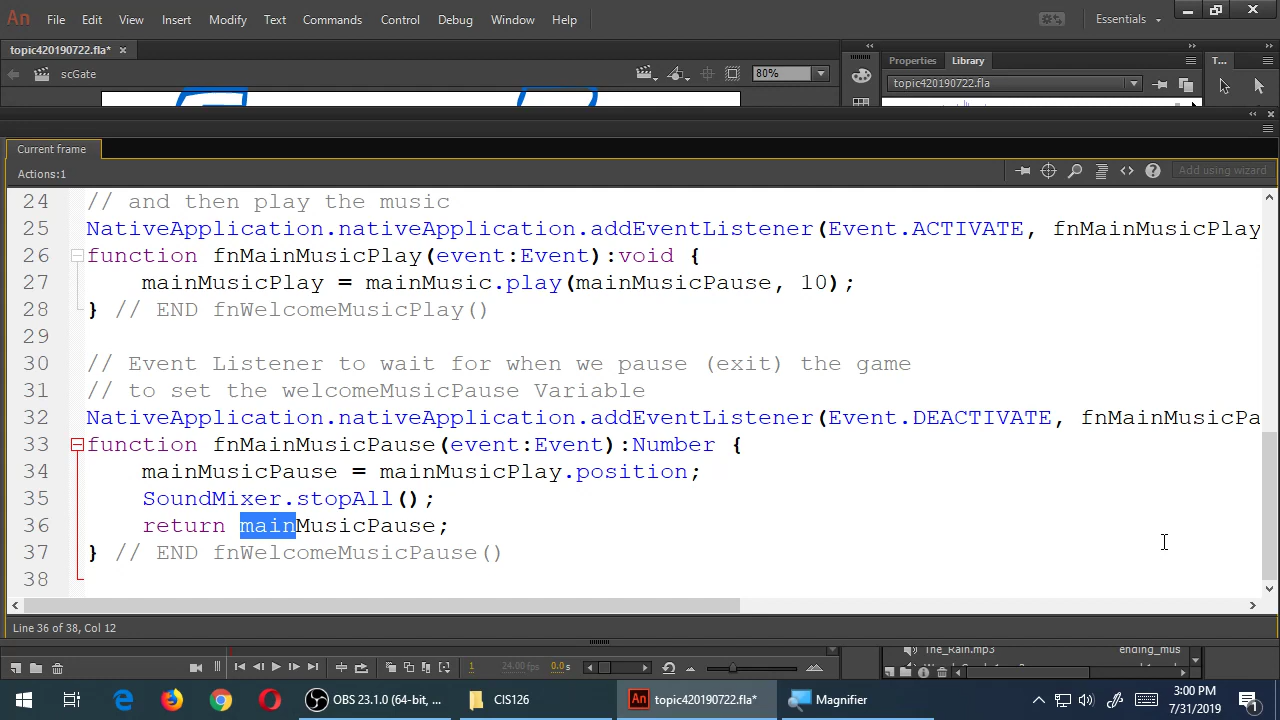 An File Edit View Insert Modify Text Commands Control Debug Window Help Essentials
topic420190722.fla* ×
scGate 80% Properties Library T...
topic420190722.fla
Current frame
Actions:1 Add using wizard
24 // and then play the music
25 NativeApplication.nativeApplication.addEventListener(Event.ACTIVATE, fnMainMusicPlay
26 function fnMainMusicPlay(event:Event):void {
27 mainMusicPlay = mainMusic.play(mainMusicPause, 10);
28 } // END fnWelcomeMusicPlay()
29
30 // Event Listener to wait for when we pause (exit) the game
31 // to set the welcomeMusicPause Variable
32 NativeApplication.nativeApplication.addEventListener(Event.DEACTIVATE, fnMainMusicPa
33 function fnMainMusicPause(event:Event):Number {
34 mainMusicPause = mainMusicPlay.position;
35 SoundMixer.stopAll();
36 return mainMusicPause;
37 } // END fnWelcomeMusicPause()
38
Line 36 of 38, Col 12
The_Rain.mp3 ending_mus
1 24.00 fps 0.0 s
OBS 23.1.0 (64-bit, ... CIS126 An topic420190722.fla* Magnifier 3:00 PM
7/31/2019 1